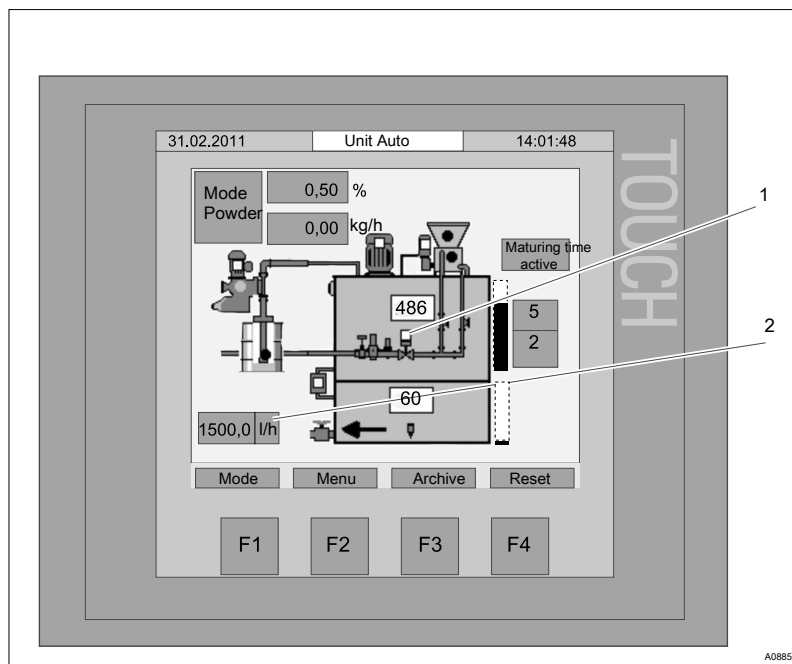 31.02.2011 Unit Auto 14:01:48
TOUCH
Mode
Powder
0,50 %
0,00 kg/h
1
Maturing time
active
486
5
2
2
60
1500,0 l/h
Mode Menu Archive Reset
F1 F2 F3 F4
A0885